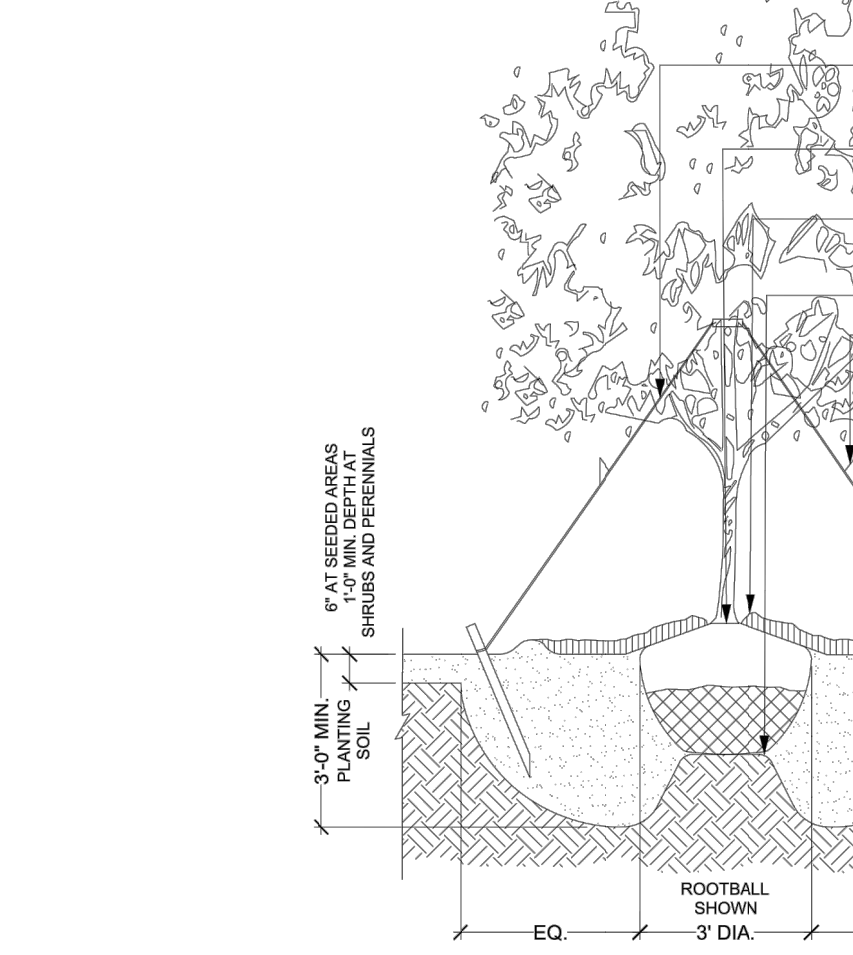 6" AT SEEDED AREAS
1'-0" MIN. DEPTH AT
SHRUBS AND PERENNIALS
3'-0" MIN.
PLANTING
SOIL
ROOTBALL
SHOWN
EQ.
3' DIA.